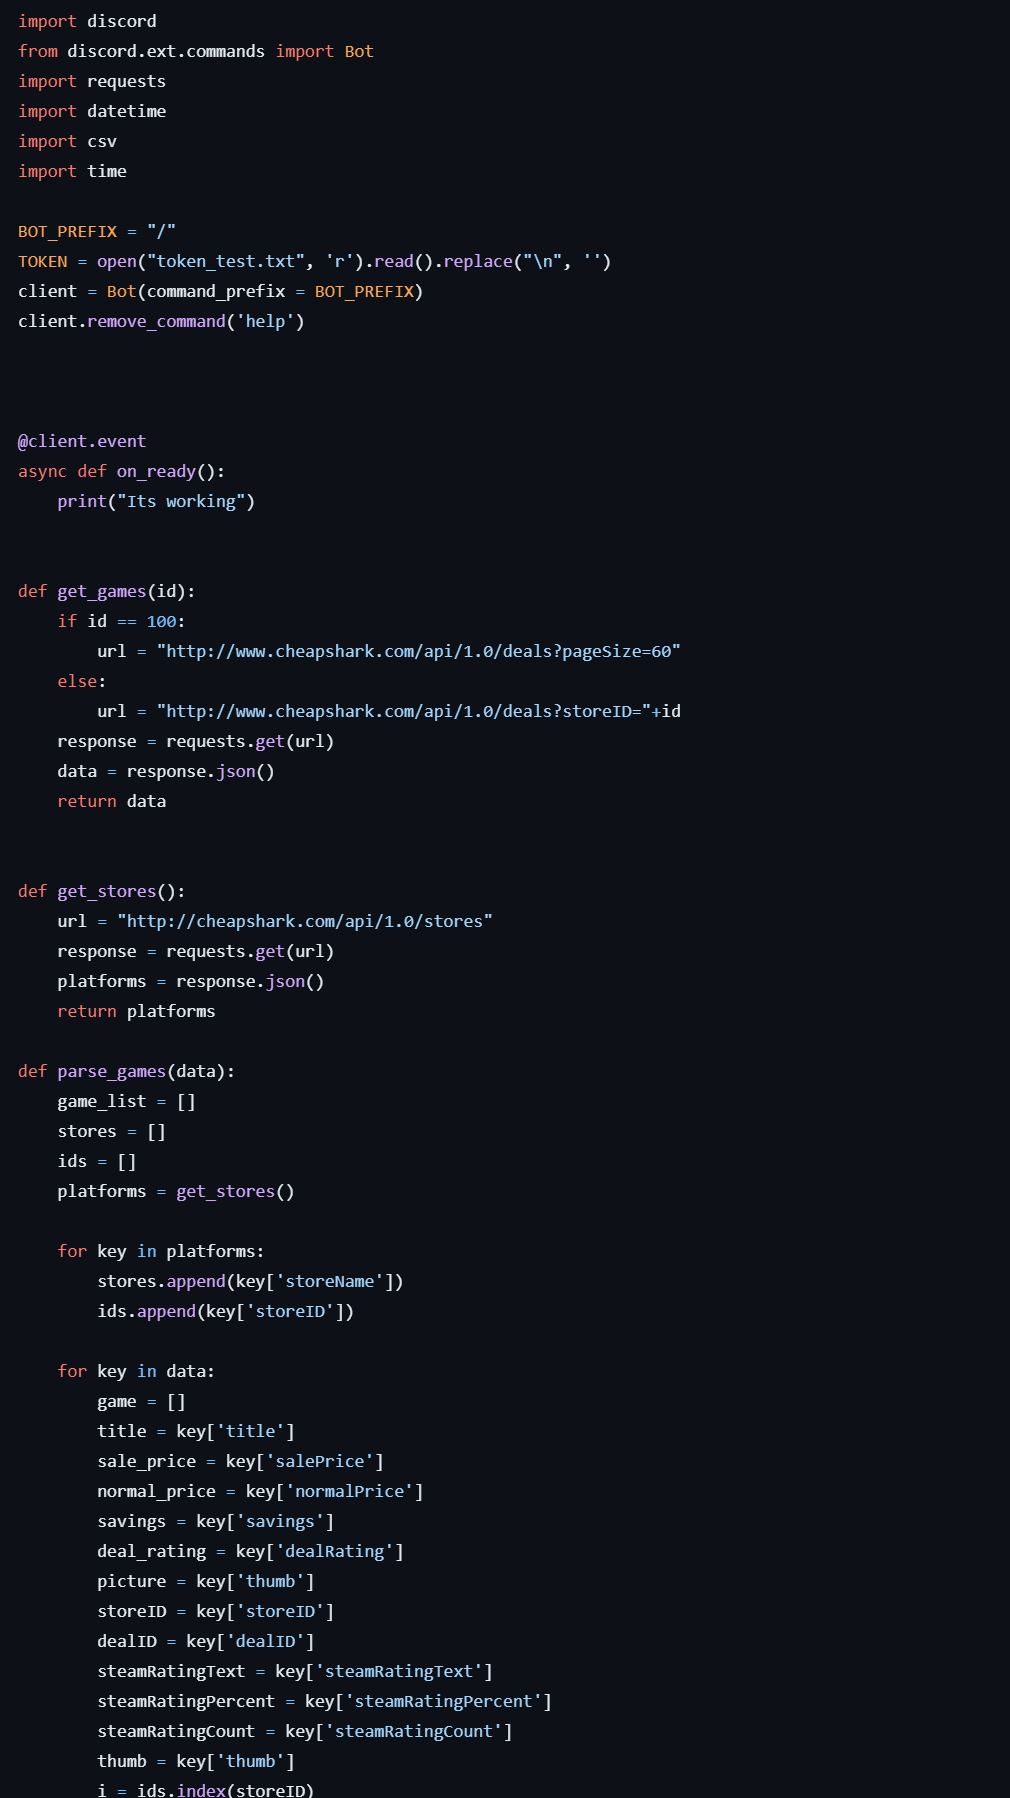 import discord
from discord.ext.commands import Bot
import requests
import datetime
import csv
import time

BOT_PREFIX = "/"
TOKEN = open("token_test.txt", 'r').read().replace("\n", '')
client = Bot(command_prefix = BOT_PREFIX)
client.remove_command('help')

@client.event
async def on_ready():
    print("Its working")

def get_games(id):
    if id == 100:
        url = "http://www.cheapshark.com/api/1.0/deals?pageSize=60"
    else:
        url = "http://www.cheapshark.com/api/1.0/deals?storeID="+id
    response = requests.get(url)
    data = response.json()
    return data

def get_stores():
    url = "http://cheapshark.com/api/1.0/stores"
    response = requests.get(url)
    platforms = response.json()
    return platforms

def parse_games(data):
    game_list = []
    stores = []
    ids = []
    platforms = get_stores()

    for key in platforms:
        stores.append(key['storeName'])
        ids.append(key['storeID'])

    for key in data:
        game = []
        title = key['title']
        sale_price = key['salePrice']
        normal_price = key['normalPrice']
        savings = key['savings']
        deal_rating = key['dealRating']
        picture = key['thumb']
        storeID = key['storeID']
        dealID = key['dealID']
        steamRatingText = key['steamRatingText']
        steamRatingPercent = key['steamRatingPercent']
        steamRatingCount = key['steamRatingCount']
        thumb = key['thumb']
        i = ids.index(storeID)